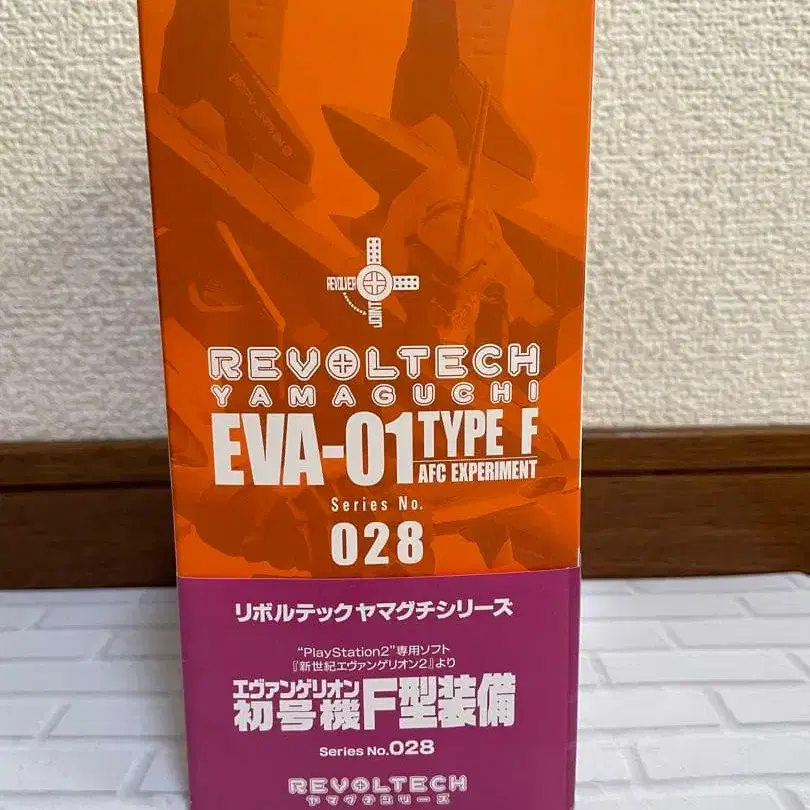 REVOLVER
JOINT
REVOLTECH
YAMAGUCHI
EVA-01 TYPE F
AFC EXPERIMENT
Series No.
028
リボルテックヤマグチシリーズ
“PlayStation2”専用ソフト
『新世紀エヴァンゲリオン2』より
エヴァンゲリオン
初号機F型装備
Series No.028
REVOLTECH
ヤマグチシリーズ